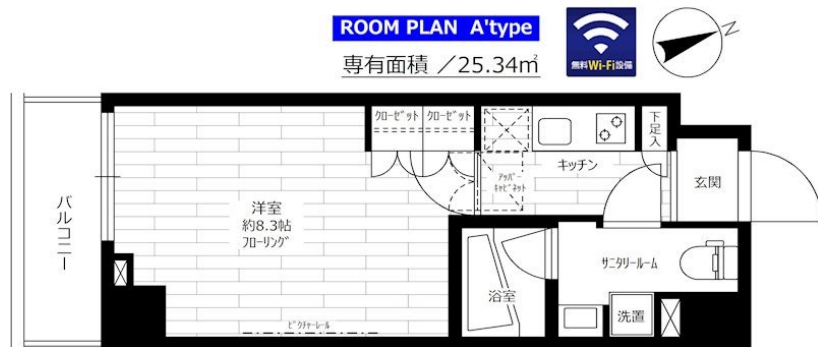 ROOM PLAN A'type
専有面積 ／25.34㎡
無料Wi-Fi設備
N
クローゼット
クローゼット
下足入
キッチン
アッパーキャビネット
玄関
バルコニー
洋室
約8.3帖
フローリング
サニタリールーム
浴室
洗置
ピクチャーレール